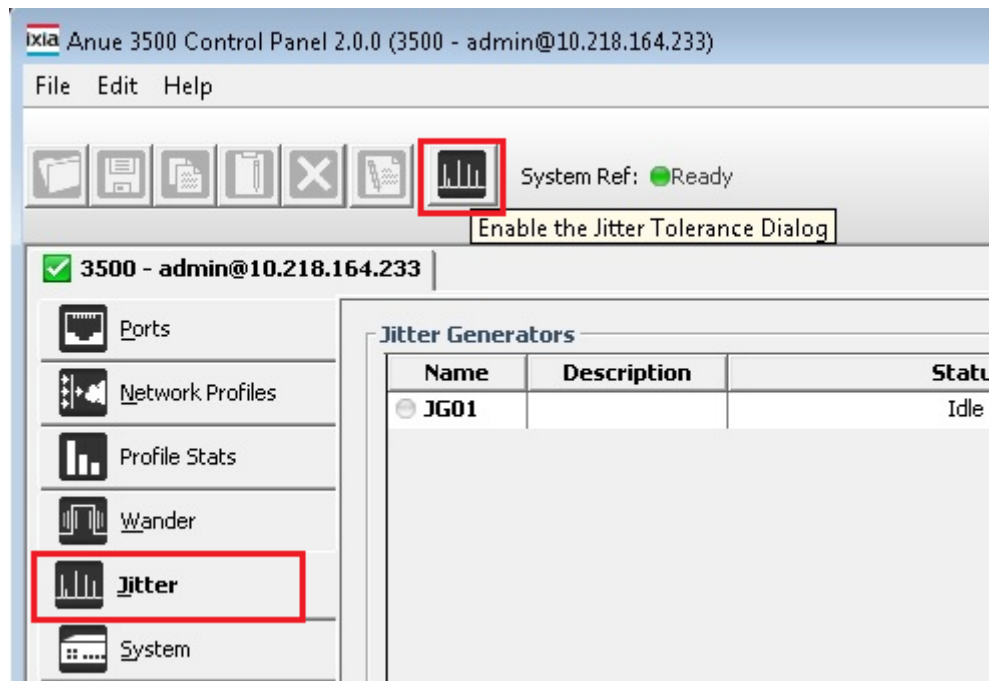 ixia Anue 3500 Control Panel 2.0.0 (3500 - admin@10.218.164.233)
File Edit Help
System Ref: Ready
Enable the Jitter Tolerance Dialog
3500 - admin@10.218.164.233
Ports
Network Profiles
Profile Stats
Wander
Jitter
System
Jitter Generators
Name Description Statu
JG01 Idle